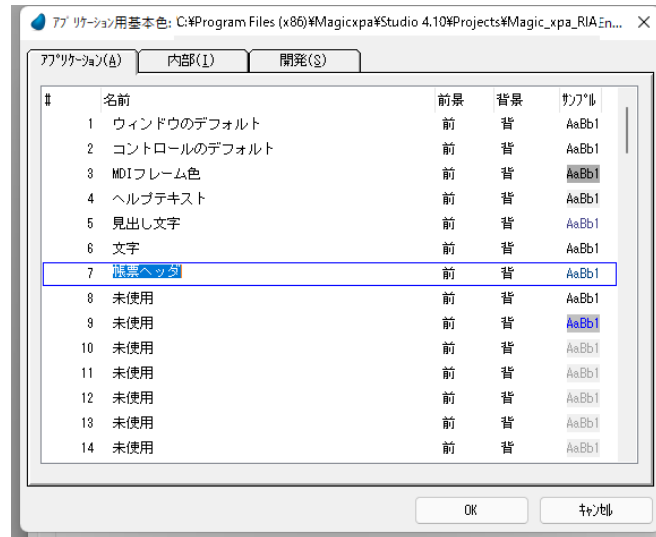 ｱﾌﾟﾘｹｰｼｮﾝ用基本色: C:¥Program Files (x86)¥Magicxpa¥Studio 4.10¥Projects¥Magic_xpa_RIA¥En...
ｱﾌﾟﾘｹｰｼｮﾝ(A) 内部(I) 開発(S)
# 名前 前景 背景 ｻﾝﾌﾟﾙ
1 ウィンドウのデフォルト 前 背 AaBb1
2 コントロールのデフォルト 前 背 AaBb1
3 MDIフレーム色 前 背 AaBb1
4 ヘルプテキスト 前 背 AaBb1
5 見出し文字 前 背 AaBb1
6 文字 前 背 AaBb1
7 帳票ヘッダ 前 背 AaBb1
8 未使用 前 背 AaBb1
9 未使用 前 背 AaBb1
10 未使用 前 背 AaBb1
11 未使用 前 背 AaBb1
12 未使用 前 背 AaBb1
13 未使用 前 背 AaBb1
14 未使用 前 背 AaBb1
OK ｷｬﾝｾﾙ